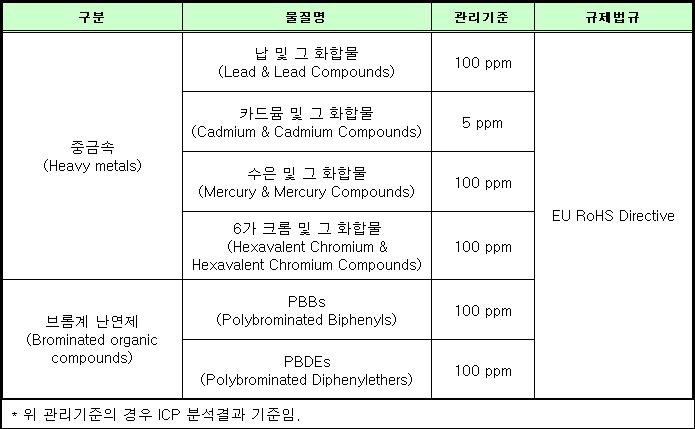 구분 물질명 관리기준 규제법규
중금속
(Heavy metals)
납 및 그 화합물
(Lead & Lead Compounds)
100 ppm
EU RoHS Directive
카드뮴 및 그 화합물
(Cadmium & Cadmium Compounds)
5 ppm
수은 및 그 화합물
(Mercury & Mercury Compounds)
100 ppm
6가 크롬 및 그 화합물
(Hexavalent Chromium &
Hexavalent Chromium Compounds)
100 ppm
브롬계 난연제
(Brominated organic
compounds)
PBBs
(Polybrominated Biphenyls)
100 ppm
PBDEs
(Polybrominated Diphenylethers)
100 ppm
* 위 관리기준의 경우 ICP 분석결과 기준임.